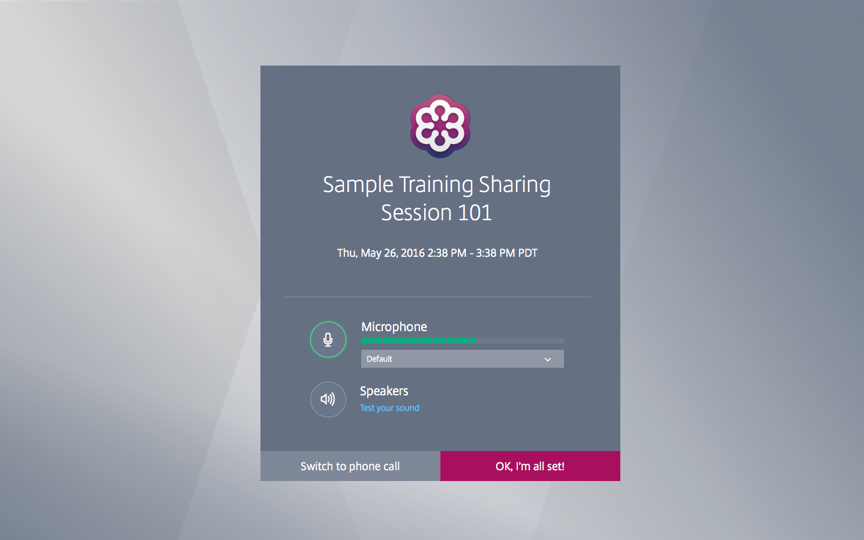 Sample Training Sharing
Session 101
Thu, May 26, 2016 2:38 PM - 3:38 PM PDT
Microphone
Default
Speakers
Test your sound
Switch to phone call
OK, I'm all set!